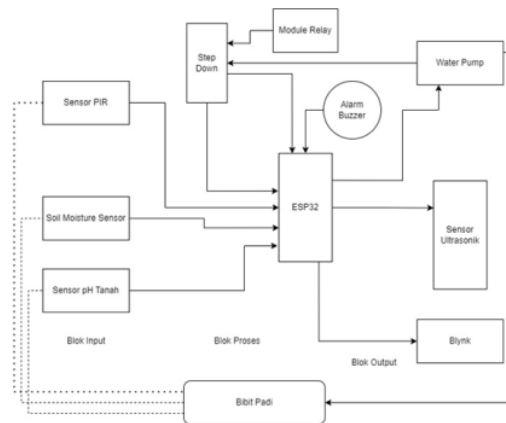 Module Relay
Step
Down
Water Pump
Sensor PIR
Alarm
Buzzer
ESP32
Soil Moisture Sensor
Sensor
Ultrasonik
Sensor pH Tanah
Blok Input
Blok Proses
Blynk
Blok Output
Bibit Padi